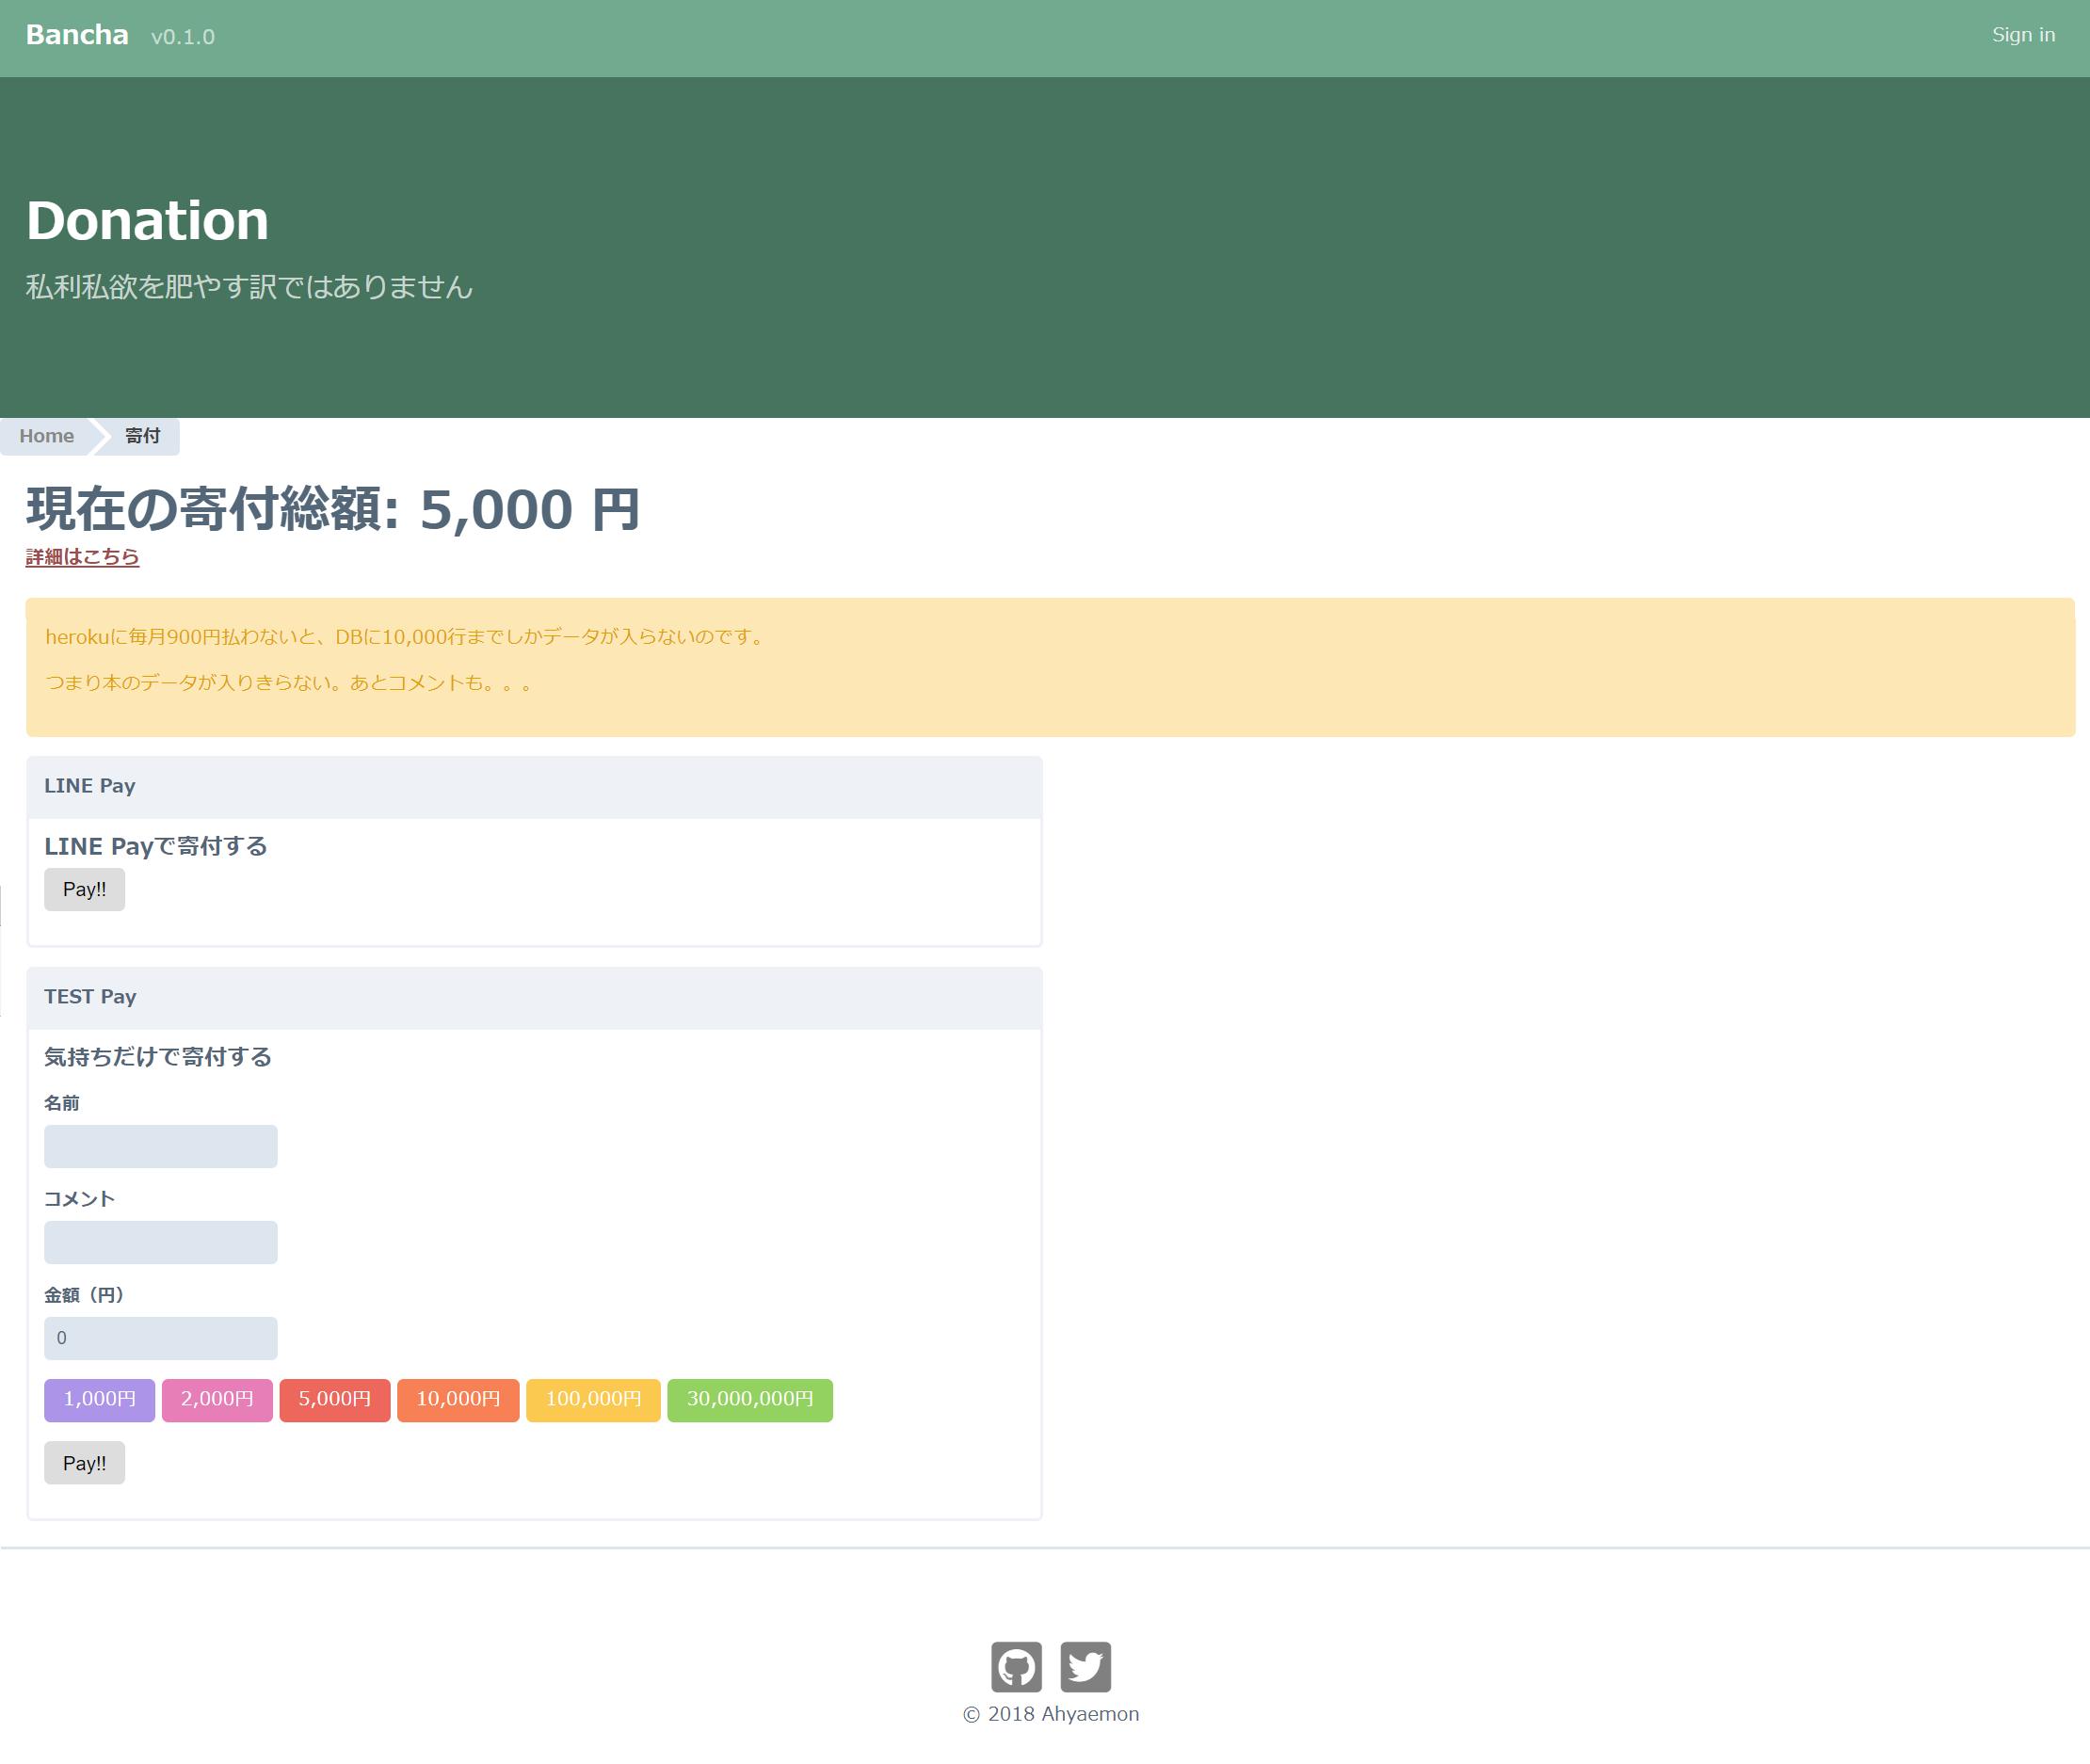 Bancha v0.1.0
Sign in
Donation
私利私欲を肥やす訳ではありません
Home
寄付
現在の寄付総額: 5,000 円
詳細はこちら
herokuに毎月900円払わないと、DBに10,000行までしかデータが入らないのです。
つまり本のデータが入りきらない。あとコメントも。。。
LINE Pay
LINE Payで寄付する
Pay!!
TEST Pay
気持ちだけで寄付する
名前
コメント
金額（円）
0
1,000円 2,000円 5,000円 10,000円 100,000円 30,000,000円
Pay!!
© 2018 Ahyaemon